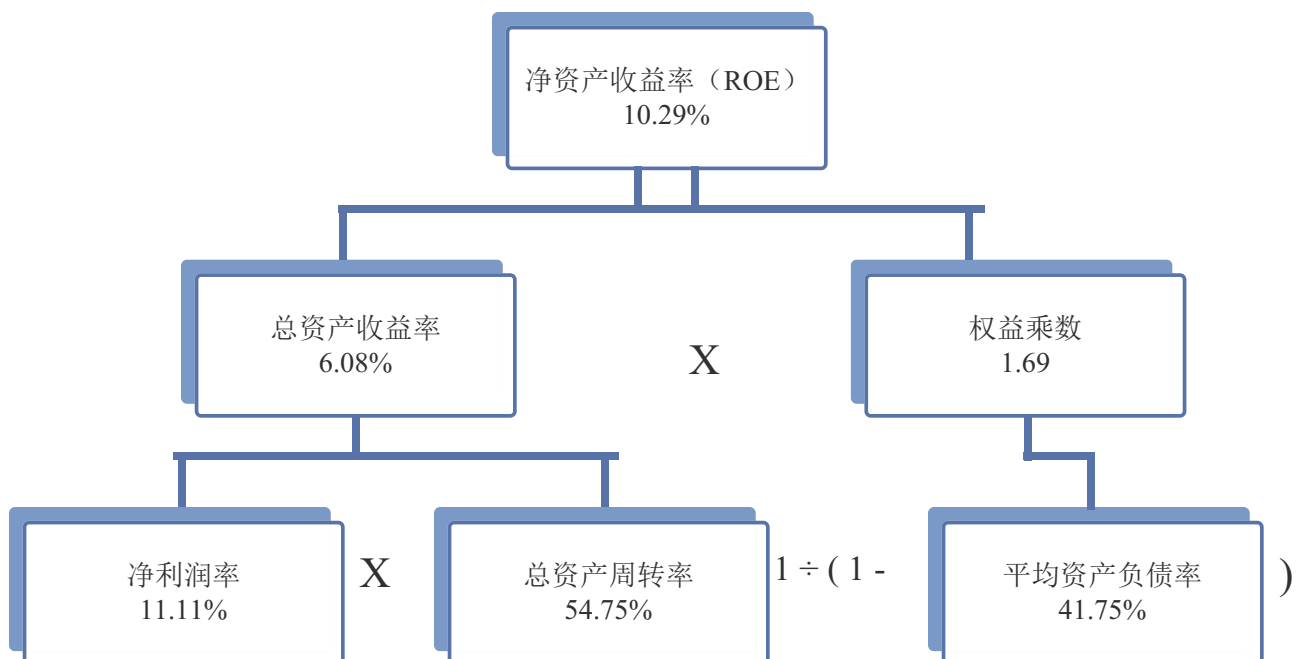 净资产收益率（ROE）
10.29%
总资产收益率
6.08%
X
权益乘数
1.69
净利润率
11.11%
X
总资产周转率
54.75%
1 ÷ ( 1 -
平均资产负债率
41.75%
)